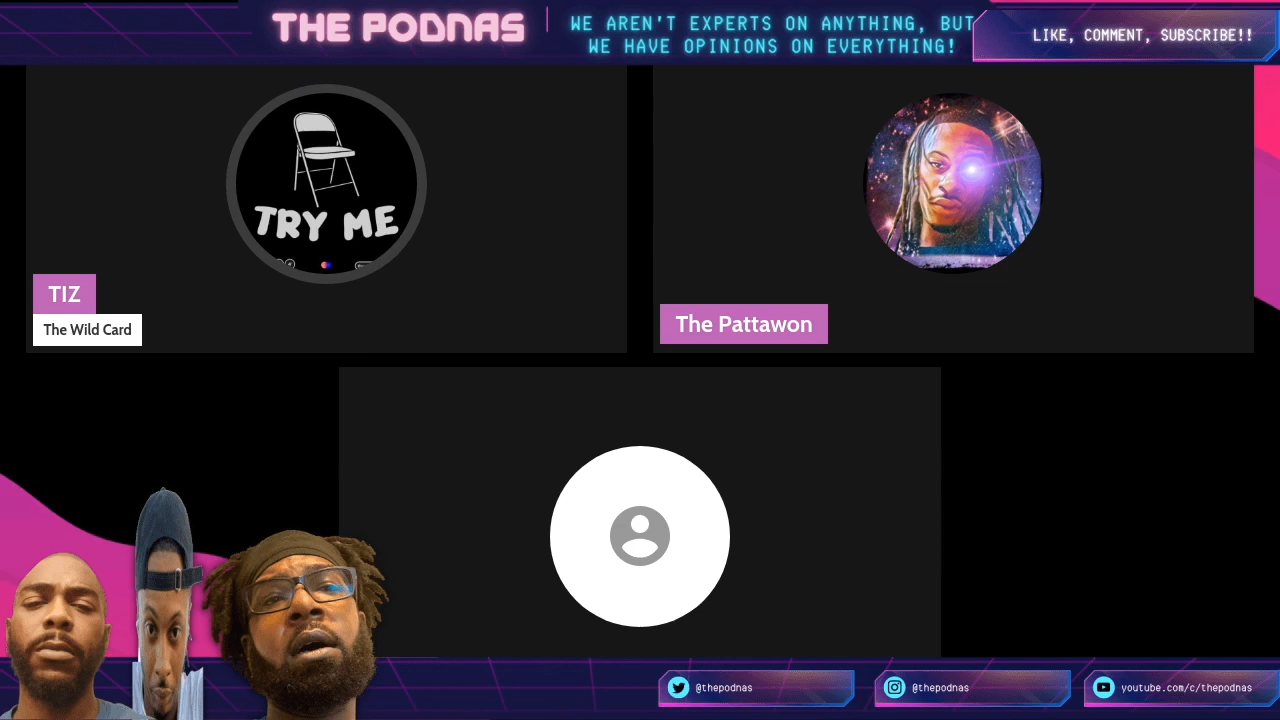 THE PODNAS
WE AREN'T EXPERTS ON ANYTHING, BUT
WE HAVE OPINIONS ON EVERYTHING!
LIKE, COMMENT, SUBSCRIBE!!
TRY ME
TIZ
The Wild Card
The Pattawon
@thepodnas
@thepodnas
youtube.com/c/thepodnas